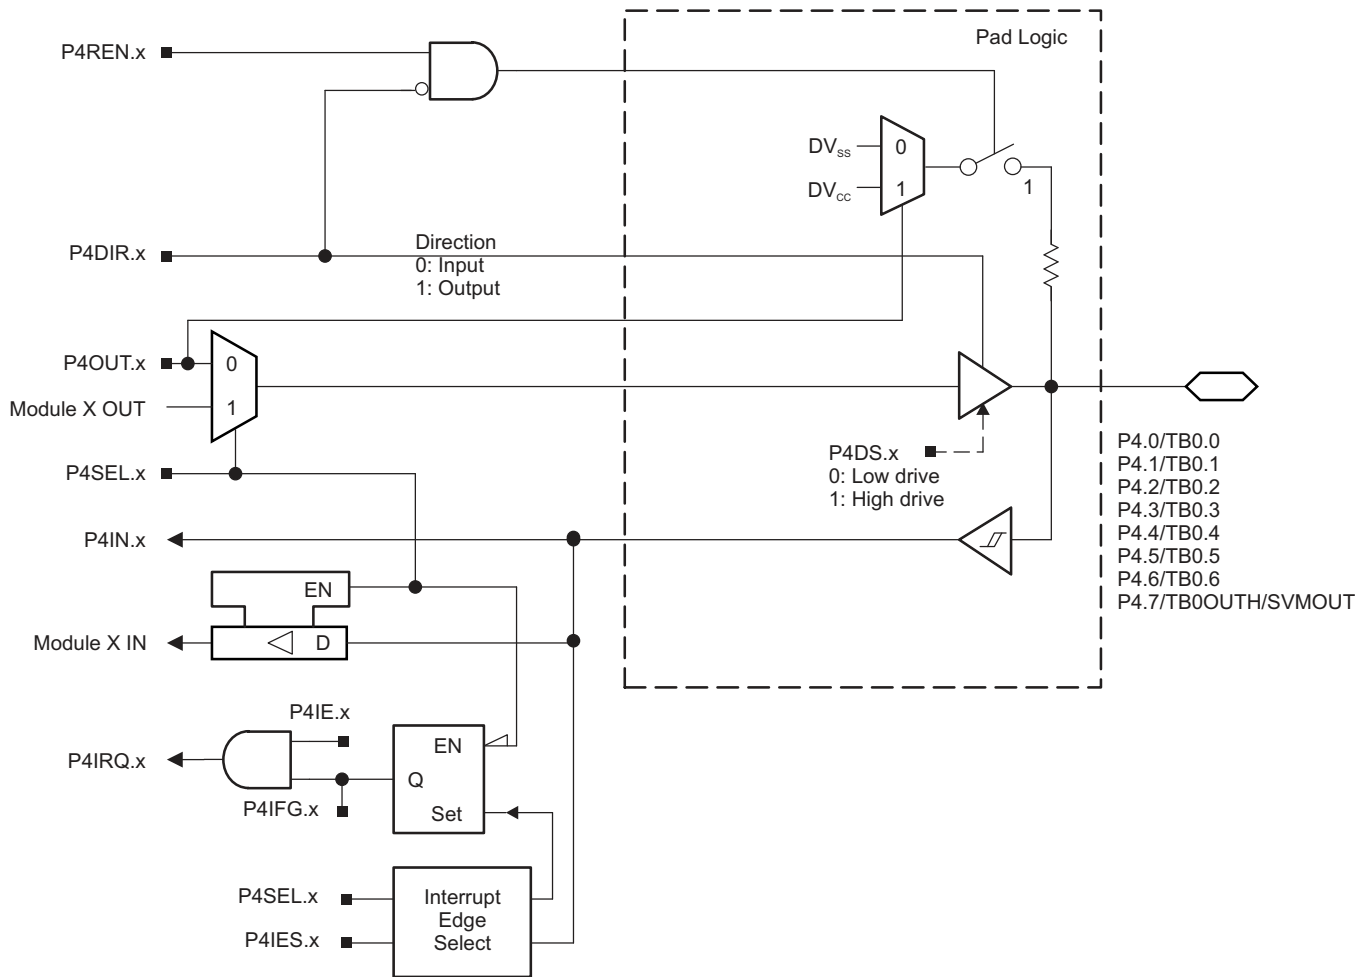 Pad Logic
P4REN.x
DVSS
0
DVCC
1
1
P4DIR.x
Direction
0: Input
1: Output
P4OUT.x
0
Module X OUT
1
P4SEL.x
P4DS.x
0: Low drive
1: High drive
P4.0/TB0.0
P4.1/TB0.1
P4.2/TB0.2
P4.3/TB0.3
P4.4/TB0.4
P4.5/TB0.5
P4.6/TB0.6
P4.7/TB0OUTH/SVMOUT
P4IN.x
EN
Module X IN
D
P4IE.x
P4IRQ.x
EN
Q
P4IFG.x
Set
P4SEL.x
P4IES.x
Interrupt
Edge
Select